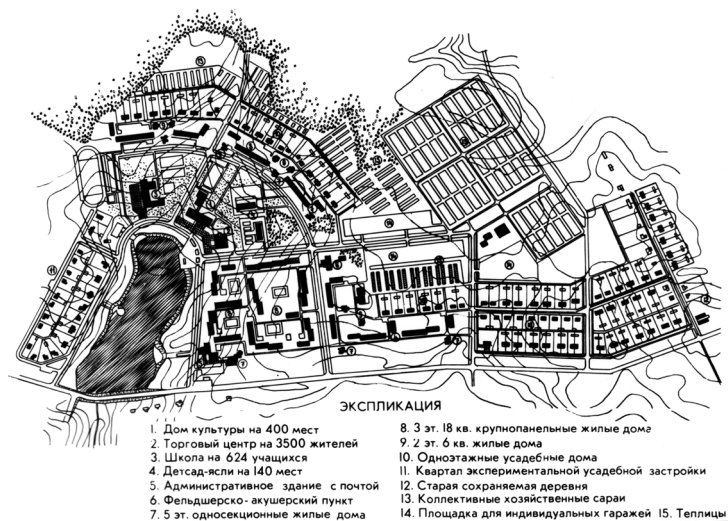 ЭКСПЛИКАЦИЯ
1. Дом культуры на 400 мест
2. Торговый центр на 3500 жителей
3. Школа на 624 учащихся
4. Детсад-ясли на 140 мест
5. Административное здание с почтой
6. Фельдшерско-акушерский пункт
7. 5 эт. односекционные жилые дома
8. 3 эт. 18 кв. крупнопанельные жилые дома
9. 2 эт. 6 кв. жилые дома
10. Одноэтажные усадебные дома
11. Квартал экспериментальной усадебной застройки
12. Старая сохраняемая деревня
13. Коллективные хозяйственные сараи
14. Площадка для индивидуальных гаражей 15. Теплицы